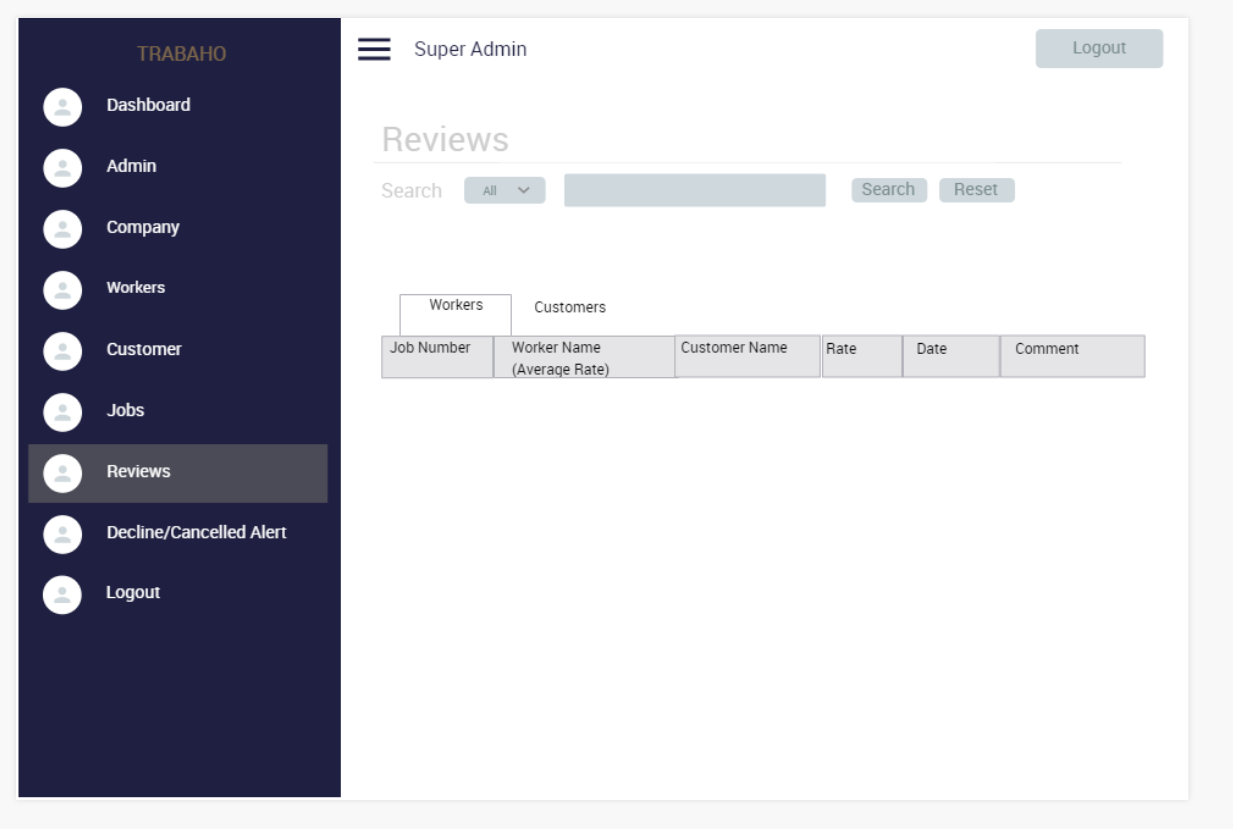 TRABAHO
Dashboard
Admin
Company
Workers
Customer
Jobs
Reviews
Decline/Cancelled Alert
Logout
Super Admin
Logout
Reviews
Search All Search Reset
Workers Customers
Job Number Worker Name Customer Name Rate Date Comment
(Average Rate)